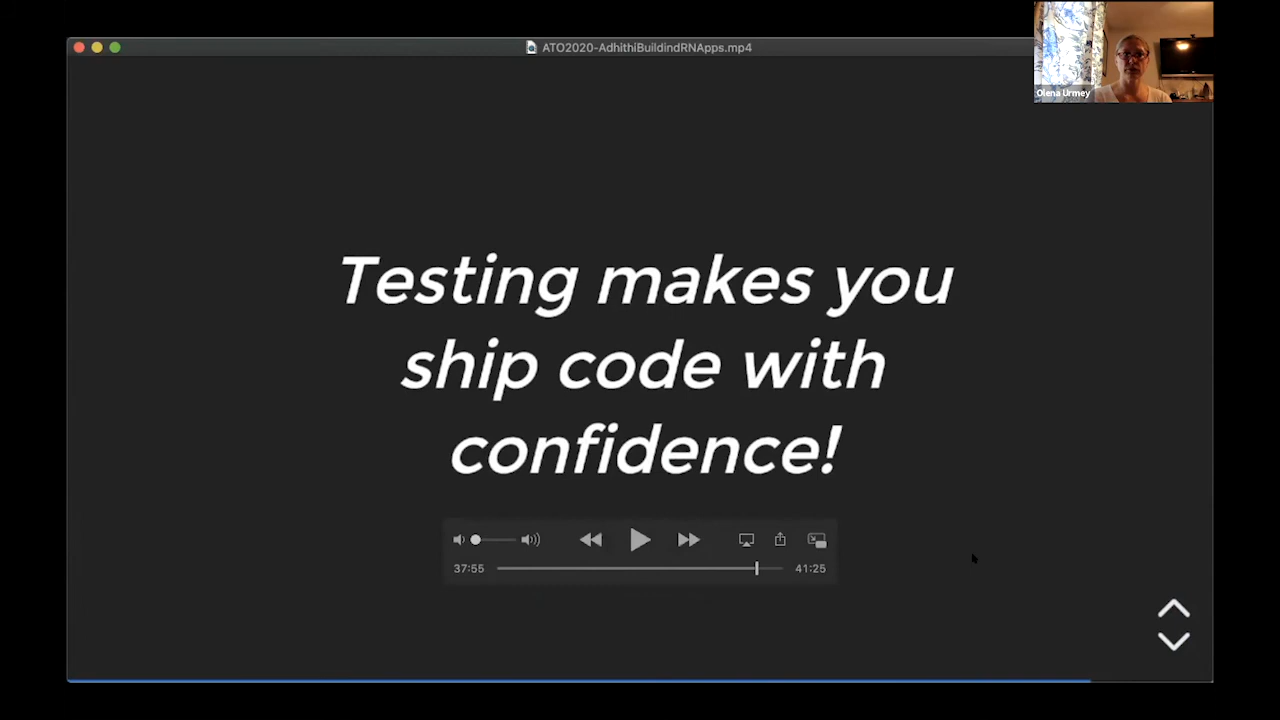 ATO2020-AdhithiBuildindRNApps.mp4
Olena Urmey
Testing makes you
ship code with
confidence!
37:55
41:25